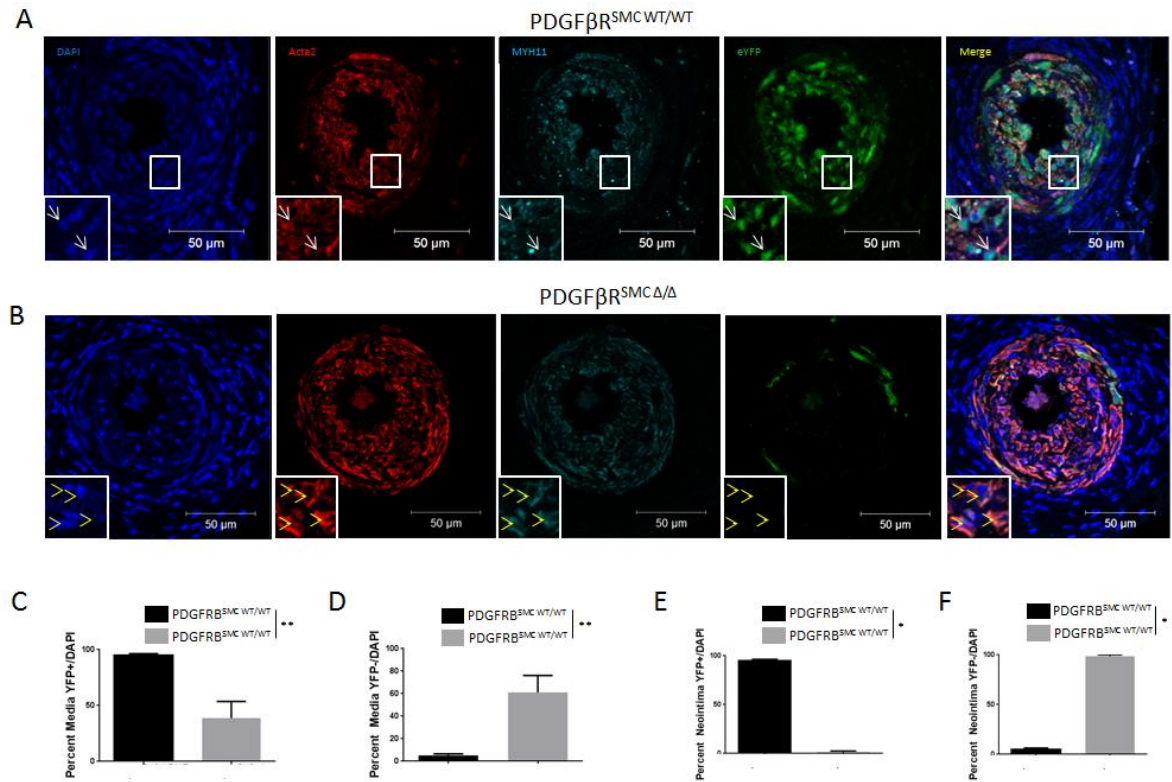 A
PDGFβR^SMC WT/WT
DAPI
Acta2
MYH11
eYFP
Merge
50 µm
50 µm
50 µm
50 µm
50 µm
B
PDGFβR^SMC Δ/Δ
50 µm
50 µm
50 µm
50 µm
50 µm
C
PDGFRB^SMC WT/WT
PDGFRB^SMC WT/WT
**
Percent Media YFP+/DAPI
100
50
0
D
PDGFRB^SMC WT/WT
PDGFRB^SMC WT/WT
**
Percent Media YFP-/DAPI
100
80
60
40
20
0
E
PDGFRB^SMC WT/WT
PDGFRB^SMC WT/WT
*
Percent Neointima YFP+/DAPI
100
50
0
F
PDGFRB^SMC WT/WT
PDGFRB^SMC WT/WT
*
Percent Neointima YFP-/DAPI
100
50
0